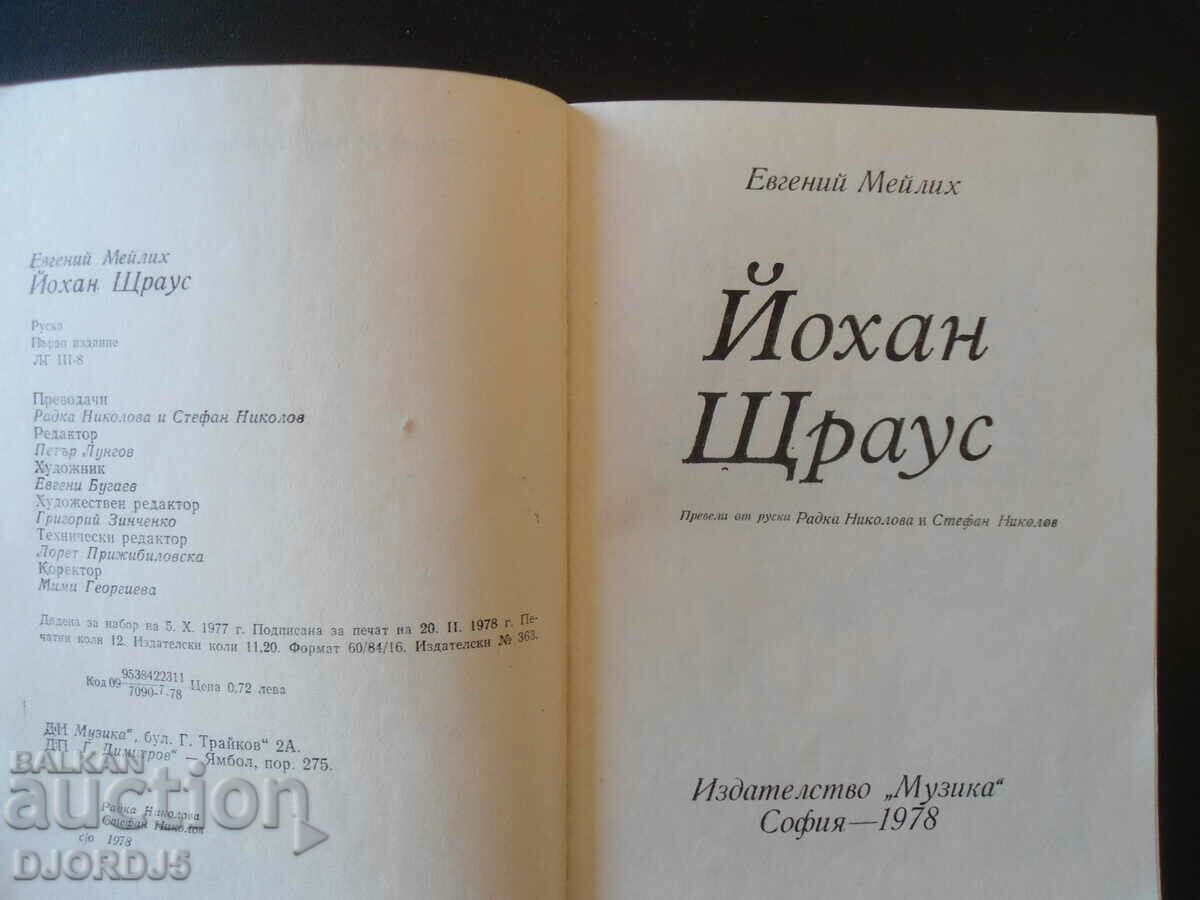 Евгений Мейлих
Йохан Щраус
Руска
Първо издание
ЛГ III-8
Преводачи
Радка Николова и Стефан Николов
Редактор
Петър Лунгов
Художник
Евгени Бугаев
Художествен редактор
Григорий Зинченко
Технически редактор
Лорет Прижибиловска
Коректор
Мими Георгиева
Дадена за набор на 5. X. 1977 г. Подписана за печат на 20. II. 1978 г. Пе-
чатни коли 12. Издателски коли 11,20. Формат 60/84/16. Издателски № 363.
Код 09 9538422311
7090-7-78 Цена 0,72 лева
ДИ Музика“, бул. Г. Трайков“ 2А.
ДП „Г. Димитров“ — Ямбол, пор. 275.
Радка Николова
Стефан Николов
с/о 1978
BALKAN
auction
DJORDJ5
Евгений Мейлих
Йохан
Щраус
Превели от руски Радка Николова и Стефан Николов
Издателство „Музика“
София—1978